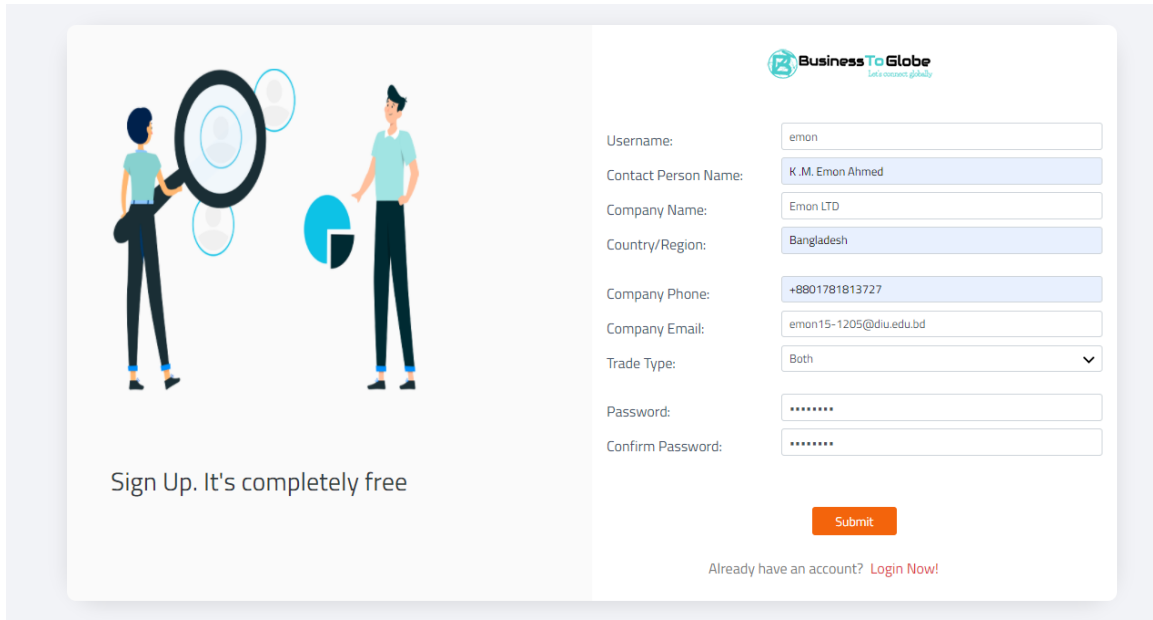 BusinessToGlobe
Let's connect globally
Username: emon
Contact Person Name: K .M. Emon Ahmed
Company Name: Emon LTD
Country/Region: Bangladesh
Company Phone: +8801781813727
Company Email: emon15-1205@diu.edu.bd
Trade Type: Both
Password: ••••••••
Confirm Password: ••••••••
Sign Up. It's completely free
Submit
Already have an account? Login Now!